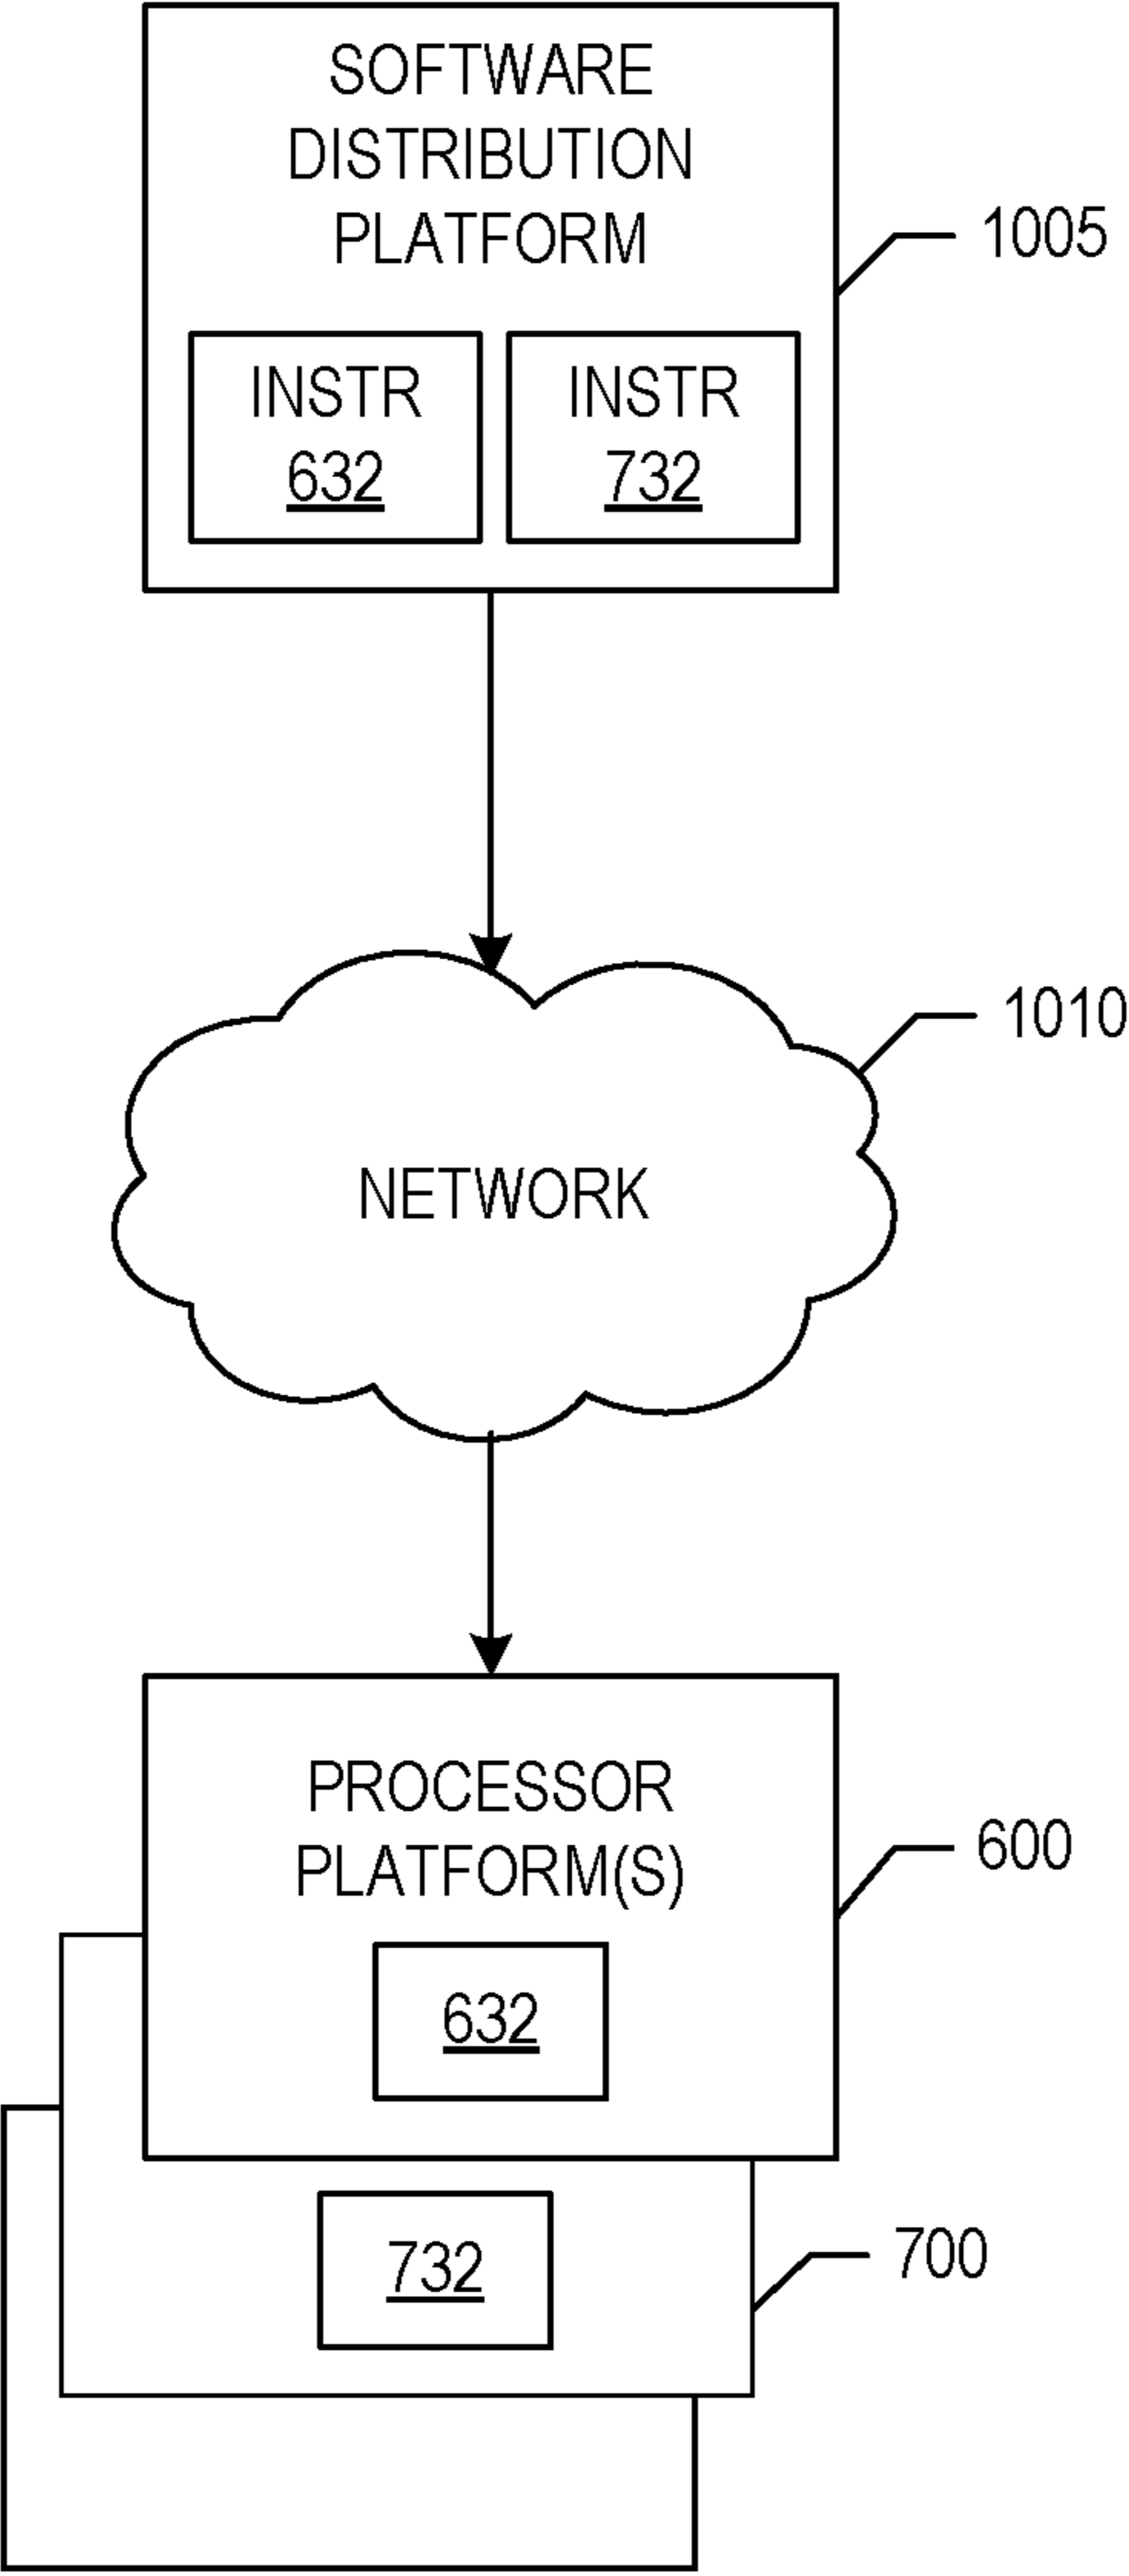 SOFTWARE
DISTRIBUTION
PLATFORM
1005
INSTR
632
INSTR
732
1010
NETWORK
PROCESSOR
PLATFORM(S)
600
632
732
700